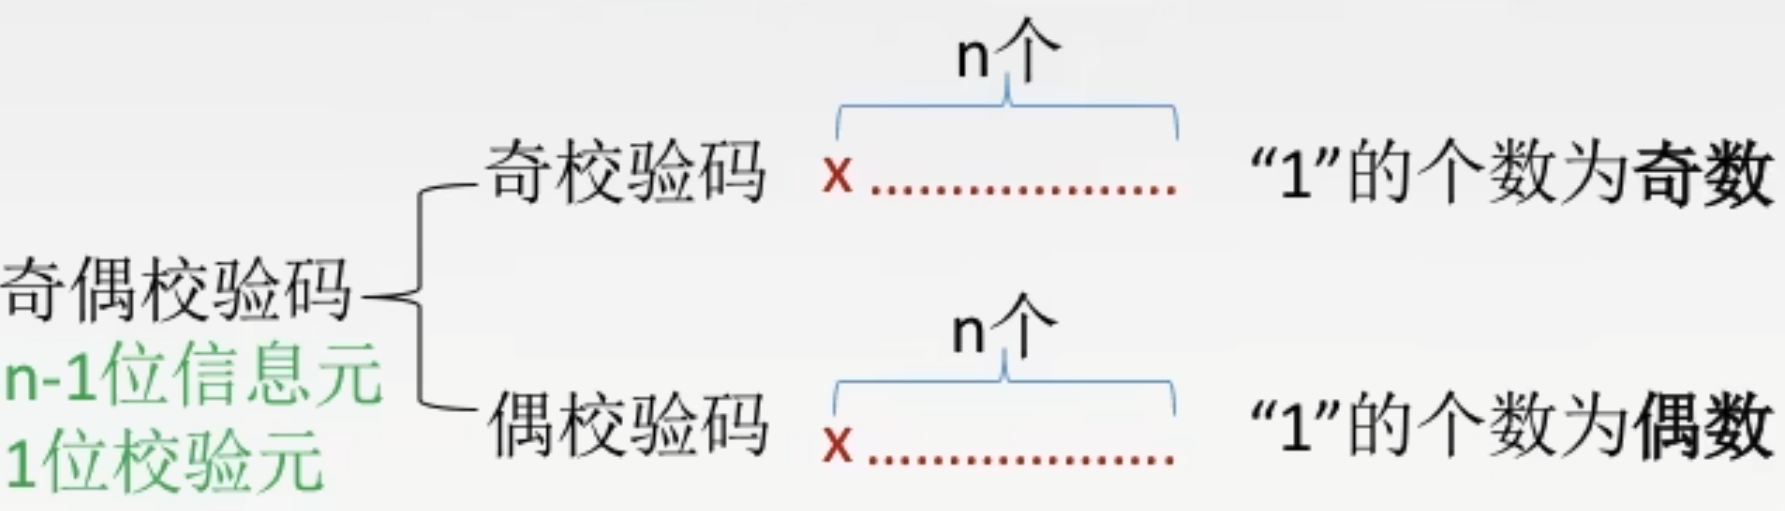 n个
奇校验码 x .................. “1”的个数为奇数
奇偶校验码
n-1位信息元
1位校验元
n个
偶校验码 x .................. “1”的个数为偶数